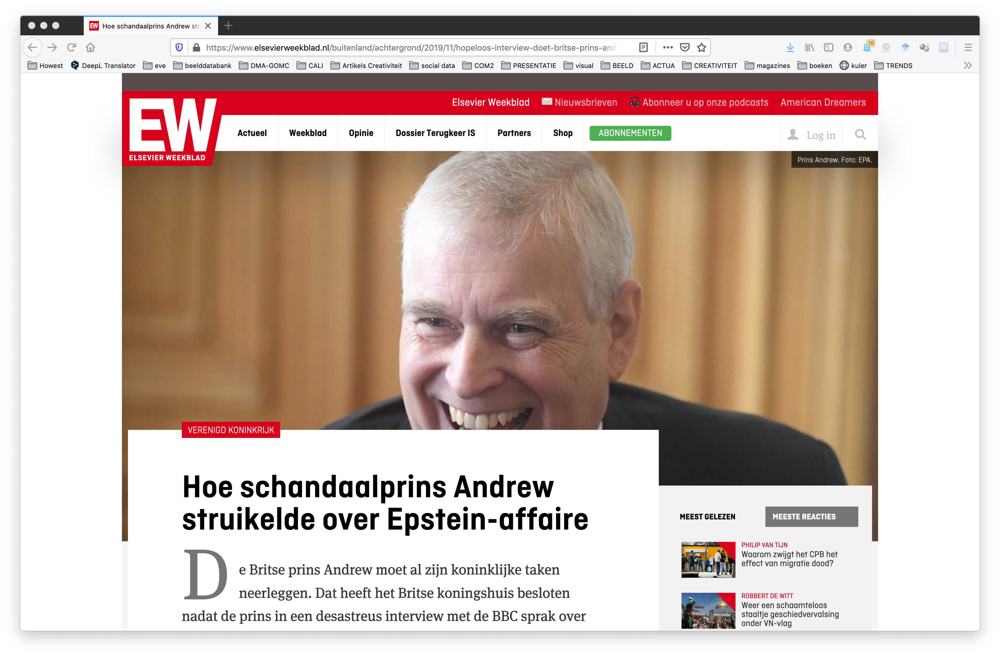 EW Hoe schandaalprins Andrew str
https://www.elsevierweekblad.nl/buitenland/achtergrond/2019/11/hopeloos-interview-doet-britse-prins-and
16
Howest DeepL Translator eve beelddatabank DMA-GOMC CALI Artikels Creativiteit social data COM2 PRESENTATIE visual BEELD ACTUA CREATIVITEIT magazines boeken kuler TRENDS
Elsevier Weekblad Nieuwsbrieven Abonneer u op onze podcasts American Dreamers
EW
ELSEVIER WEEKBLAD
Actueel Weekblad Opinie Dossier Terugkeer IS Partners Shop ABONNEMENTEN Log in
Prins Andrew. Foto: EPA.
VERENIGD KONINKRIJK
Hoe schandaalprins Andrew
struikelde over Epstein-affaire
De Britse prins Andrew moet al zijn koninklijke taken
neerleggen. Dat heeft het Britse koningshuis besloten
nadat de prins in een desastreus interview met de BBC sprak over
MEEST GELEZEN MEESTE REACTIES
PHILIP VAN TIJN
Waarom zwijgt het CPB het
effect van migratie dood?
ROBBERT DE WITT
Weer een schaamteloos
staaltje geschiedvervalsing
onder VN-vlag